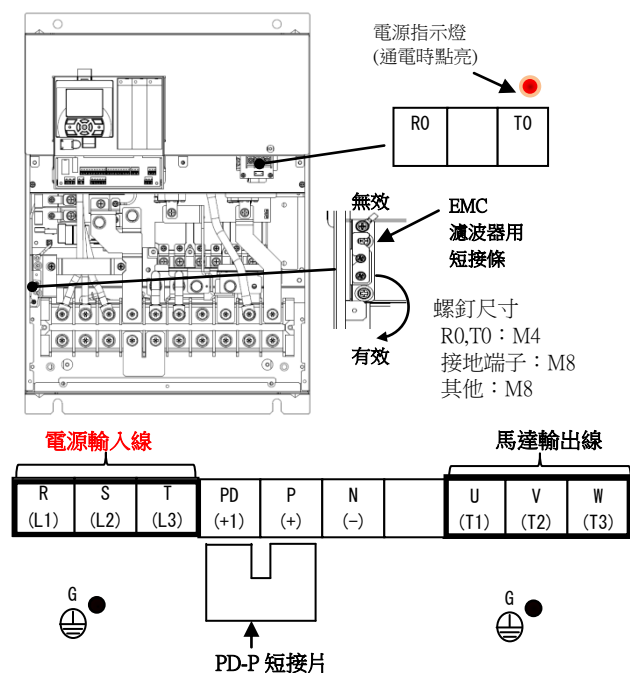 電源指示燈
(通電時點亮)
R0 T0
無效
EMC
濾波器用
短接條
有效
螺釘尺寸
R0,T0：M4
接地端子：M8
其他：M8
電源輸入線 馬達輸出線
R S T PD P N U V W
(L1) (L2) (L3) (+1) (+) (-) (T1) (T2) (T3)
G G
PD-P 短接片